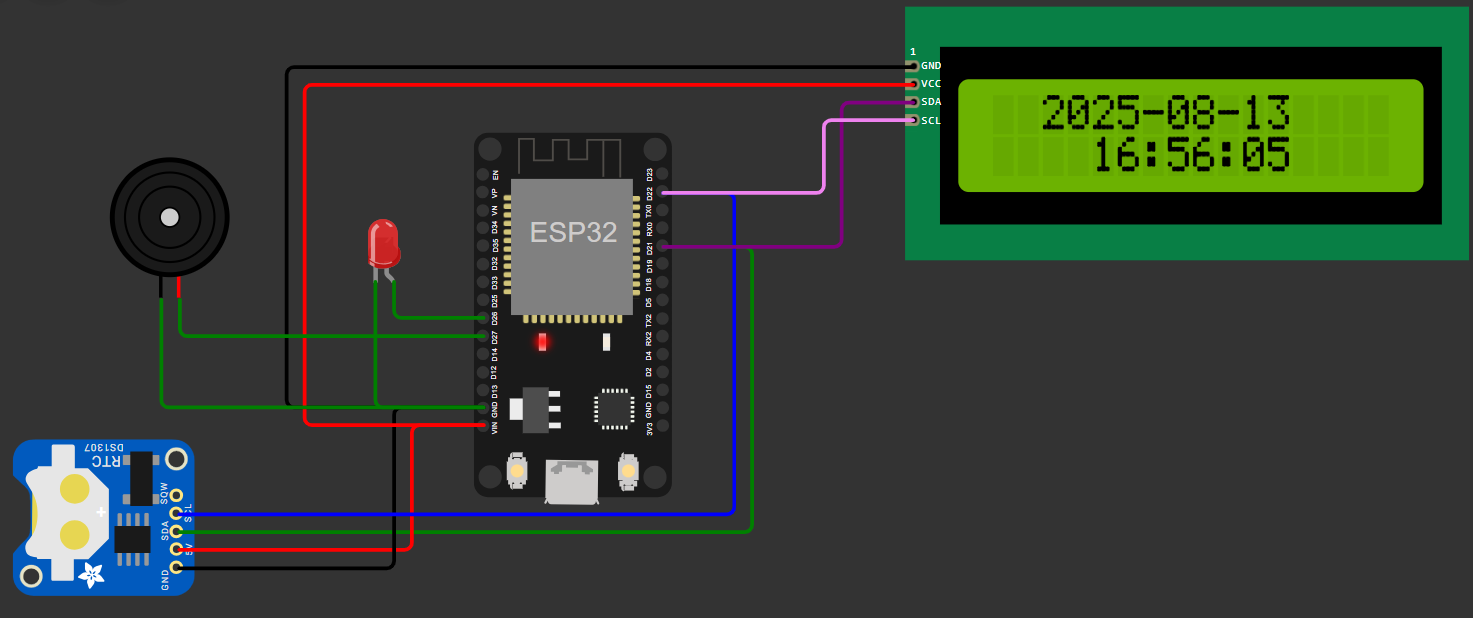 1
GND
VCC
SDA
SCL
2025-08-13
16:56:05
ESP32
EN
VP
VN
D34
D35
D32
D33
D25
D26
D27
D14
D12
D13
GND
VIN
D23
D22
TX0
RX0
D21
D19
D18
D5
TX2
RX2
D4
D2
D15
GND
3V3
RTC
DS1307
+
SQW
SCL
SDA
5V
GND